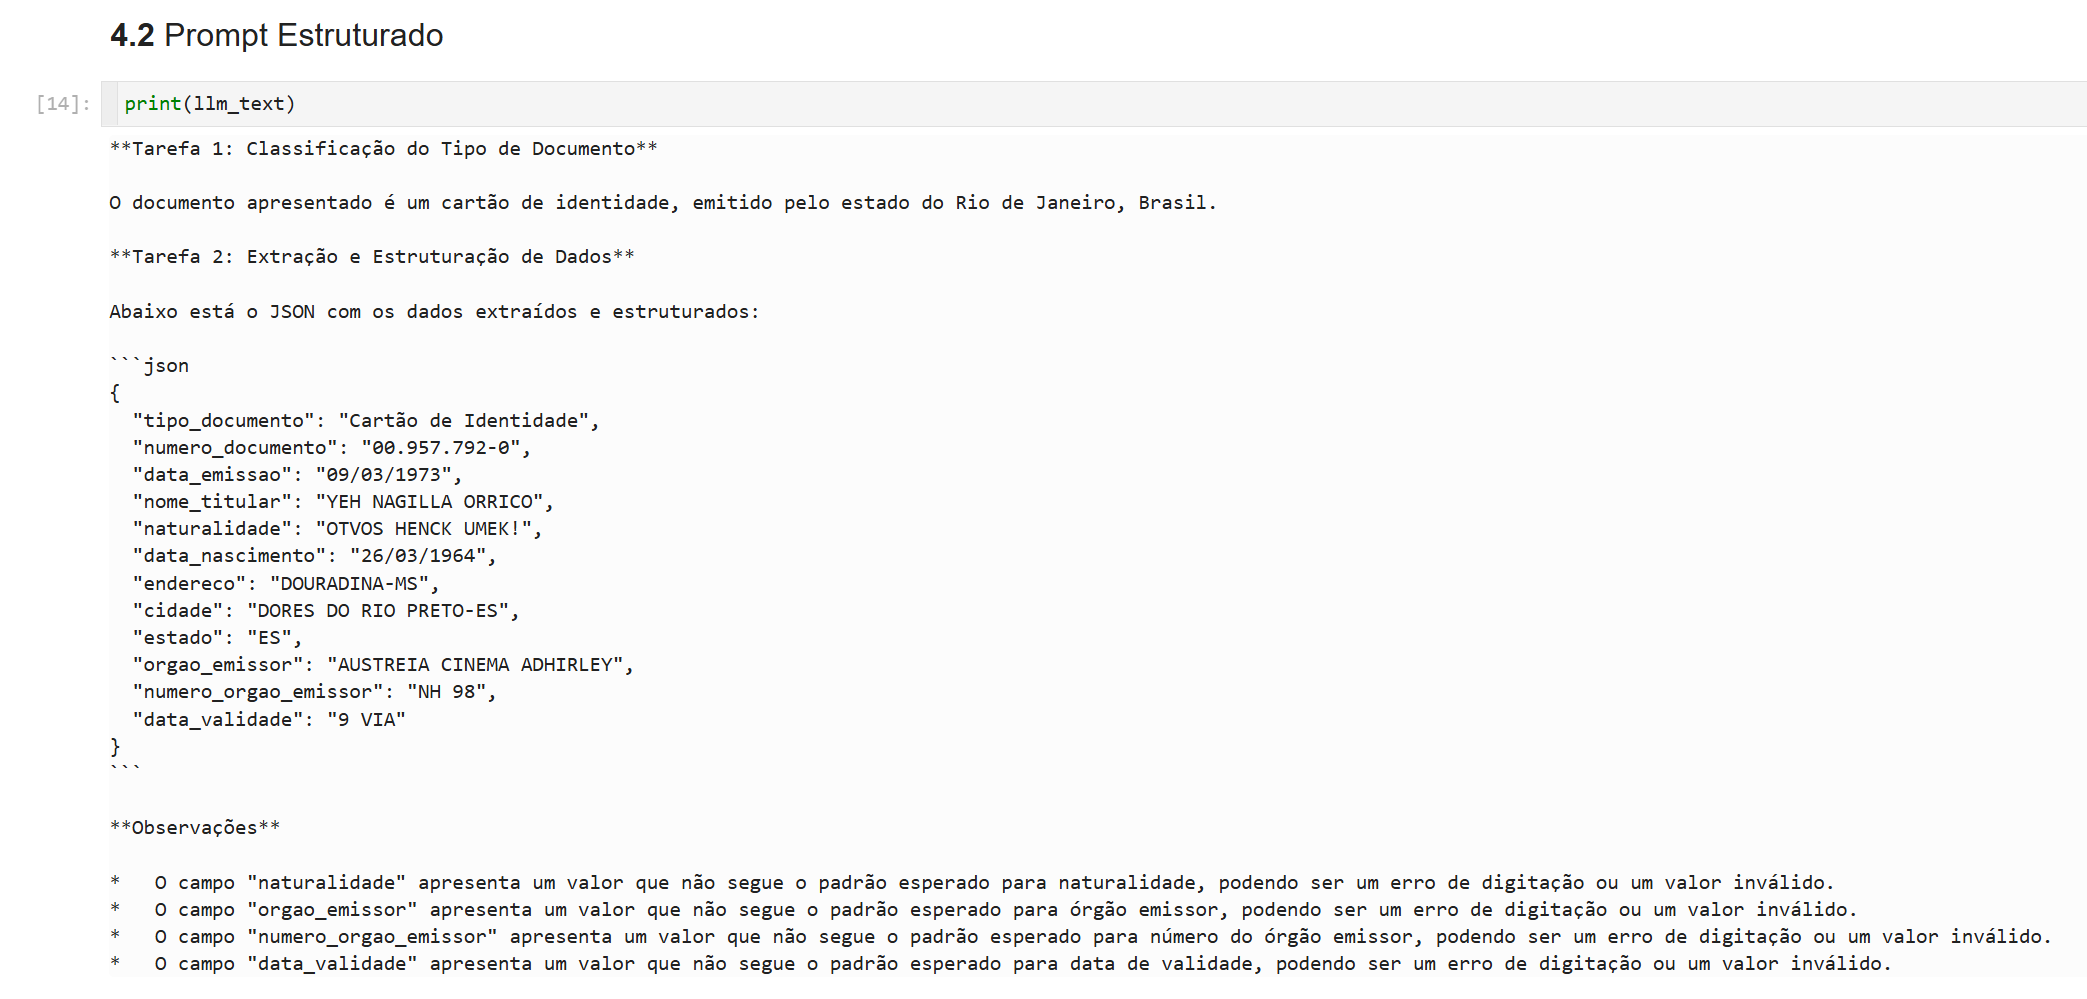 4.2 Prompt Estruturado
[14]: print(llm_text)
**Tarefa 1: Classificação do Tipo de Documento**
O documento apresentado é um cartão de identidade, emitido pelo estado do Rio de Janeiro, Brasil.
**Tarefa 2: Extração e Estruturação de Dados**
Abaixo está o JSON com os dados extraídos e estruturados:
```json
{
  "tipo_documento": "Cartão de Identidade",
  "numero_documento": "00.957.792-0",
  "data_emissao": "09/03/1973",
  "nome_titular": "YEH NAGILLA ORRICO",
  "naturalidade": "OTVOS HENCK UMEK!",
  "data_nascimento": "26/03/1964",
  "endereco": "DOURADINA-MS",
  "cidade": "DORES DO RIO PRETO-ES",
  "estado": "ES",
  "orgao_emissor": "AUSTREIA CINEMA ADHIRLEY",
  "numero_orgao_emissor": "NH 98",
  "data_validade": "9 VIA"
}
```
**Observações**
*   O campo "naturalidade" apresenta um valor que não segue o padrão esperado para naturalidade, podendo ser um erro de digitação ou um valor inválido.
*   O campo "orgao_emissor" apresenta um valor que não segue o padrão esperado para órgão emissor, podendo ser um erro de digitação ou um valor inválido.
*   O campo "numero_orgao_emissor" apresenta um valor que não segue o padrão esperado para número do órgão emissor, podendo ser um erro de digitação ou um valor inválido.
*   O campo "data_validade" apresenta um valor que não segue o padrão esperado para data de validade, podendo ser um erro de digitação ou um valor inválido.